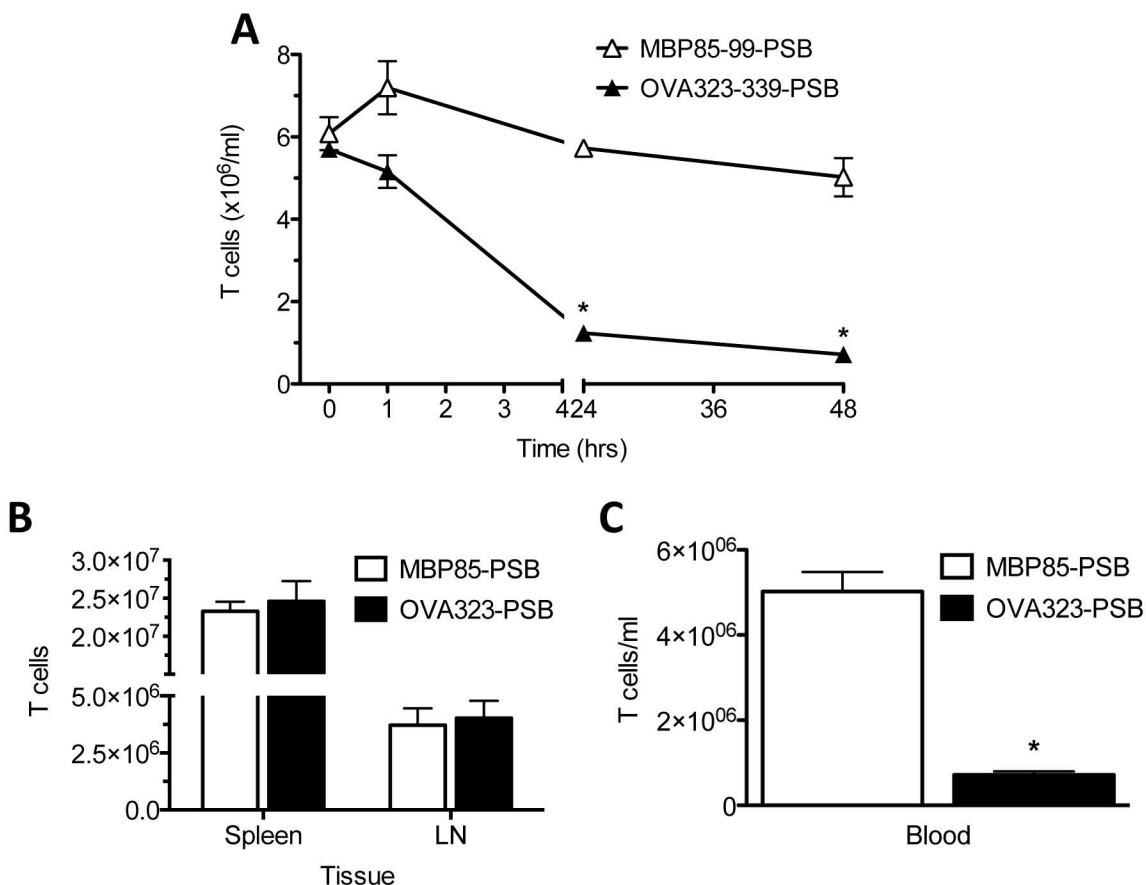 A
MBP85-99-PSB
OVA323-339-PSB
T cells (x10⁶/ml)
8
6
4
2
0
0 1 2 3 424 36 48
*
*
Time (hrs)
B
MBP85-PSB
OVA323-PSB
T cells
3.0×10⁷
2.5×10⁷
2.0×10⁷
5.0×10⁶
2.5×10⁶
0.0
Spleen LN
Tissue
C
MBP85-PSB
OVA323-PSB
T cells/ml
6×10⁰⁶
4×10⁰⁶
2×10⁰⁶
0
*
Blood